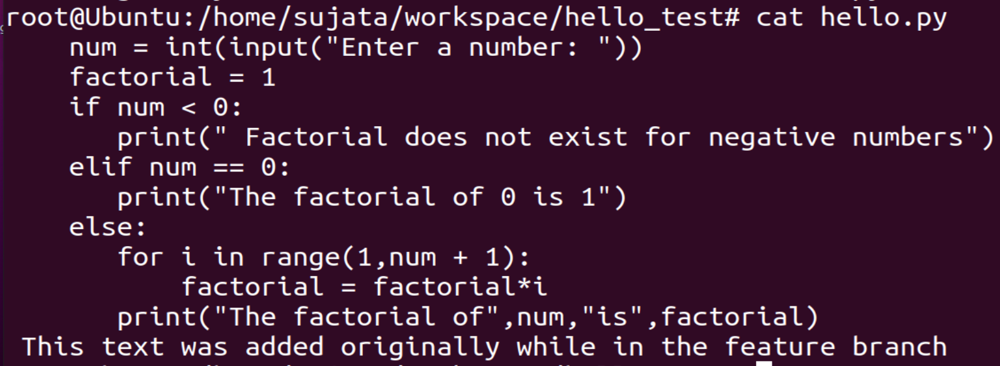 root@Ubuntu:/home/sujata/workspace/hello_test# cat hello.py
    num = int(input("Enter a number: "))
    factorial = 1
    if num < 0:
       print(" Factorial does not exist for negative numbers")
    elif num == 0:
       print("The factorial of 0 is 1")
    else:
       for i in range(1,num + 1):
           factorial = factorial*i
       print("The factorial of",num,"is",factorial)
 This text was added originally while in the feature branch